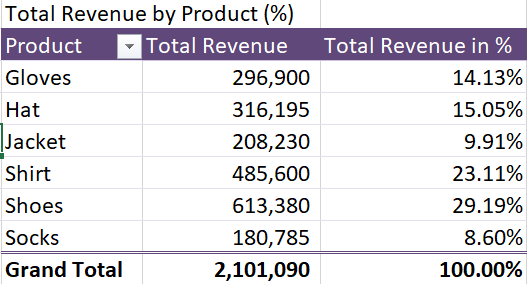 Total Revenue by Product (%)
Product Total Revenue Total Revenue in %
Gloves 296,900 14.13%
Hat 316,195 15.05%
Jacket 208,230 9.91%
Shirt 485,600 23.11%
Shoes 613,380 29.19%
Socks 180,785 8.60%
Grand Total 2,101,090 100.00%